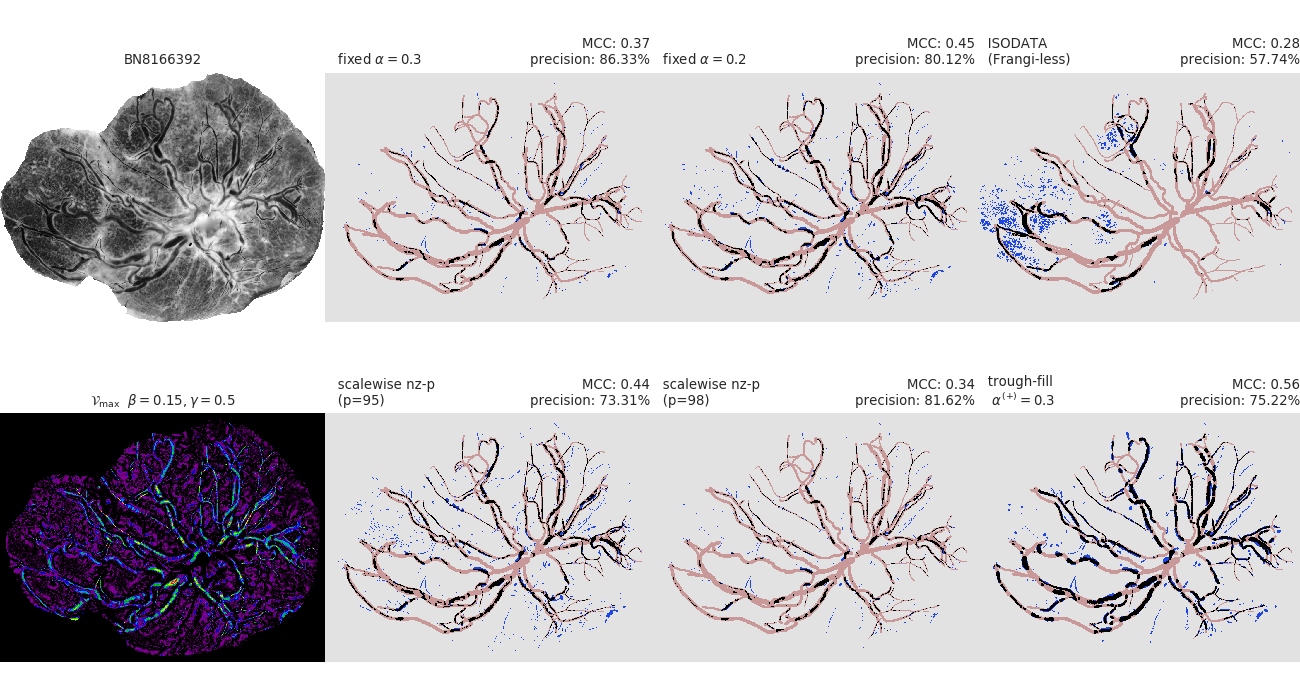 BN8166392
fixed α = 0.3
MCC: 0.37
precision: 86.33%
fixed α = 0.2
MCC: 0.45
precision: 80.12%
ISODATA
(Frangi-less)
MCC: 0.28
precision: 57.74%
𝒱max β = 0.15, γ = 0.5
scalewise nz-p
(p=95)
MCC: 0.44
precision: 73.31%
scalewise nz-p
(p=98)
MCC: 0.34
precision: 81.62%
trough-fill
α⁽⁺⁾ = 0.3
MCC: 0.56
precision: 75.22%